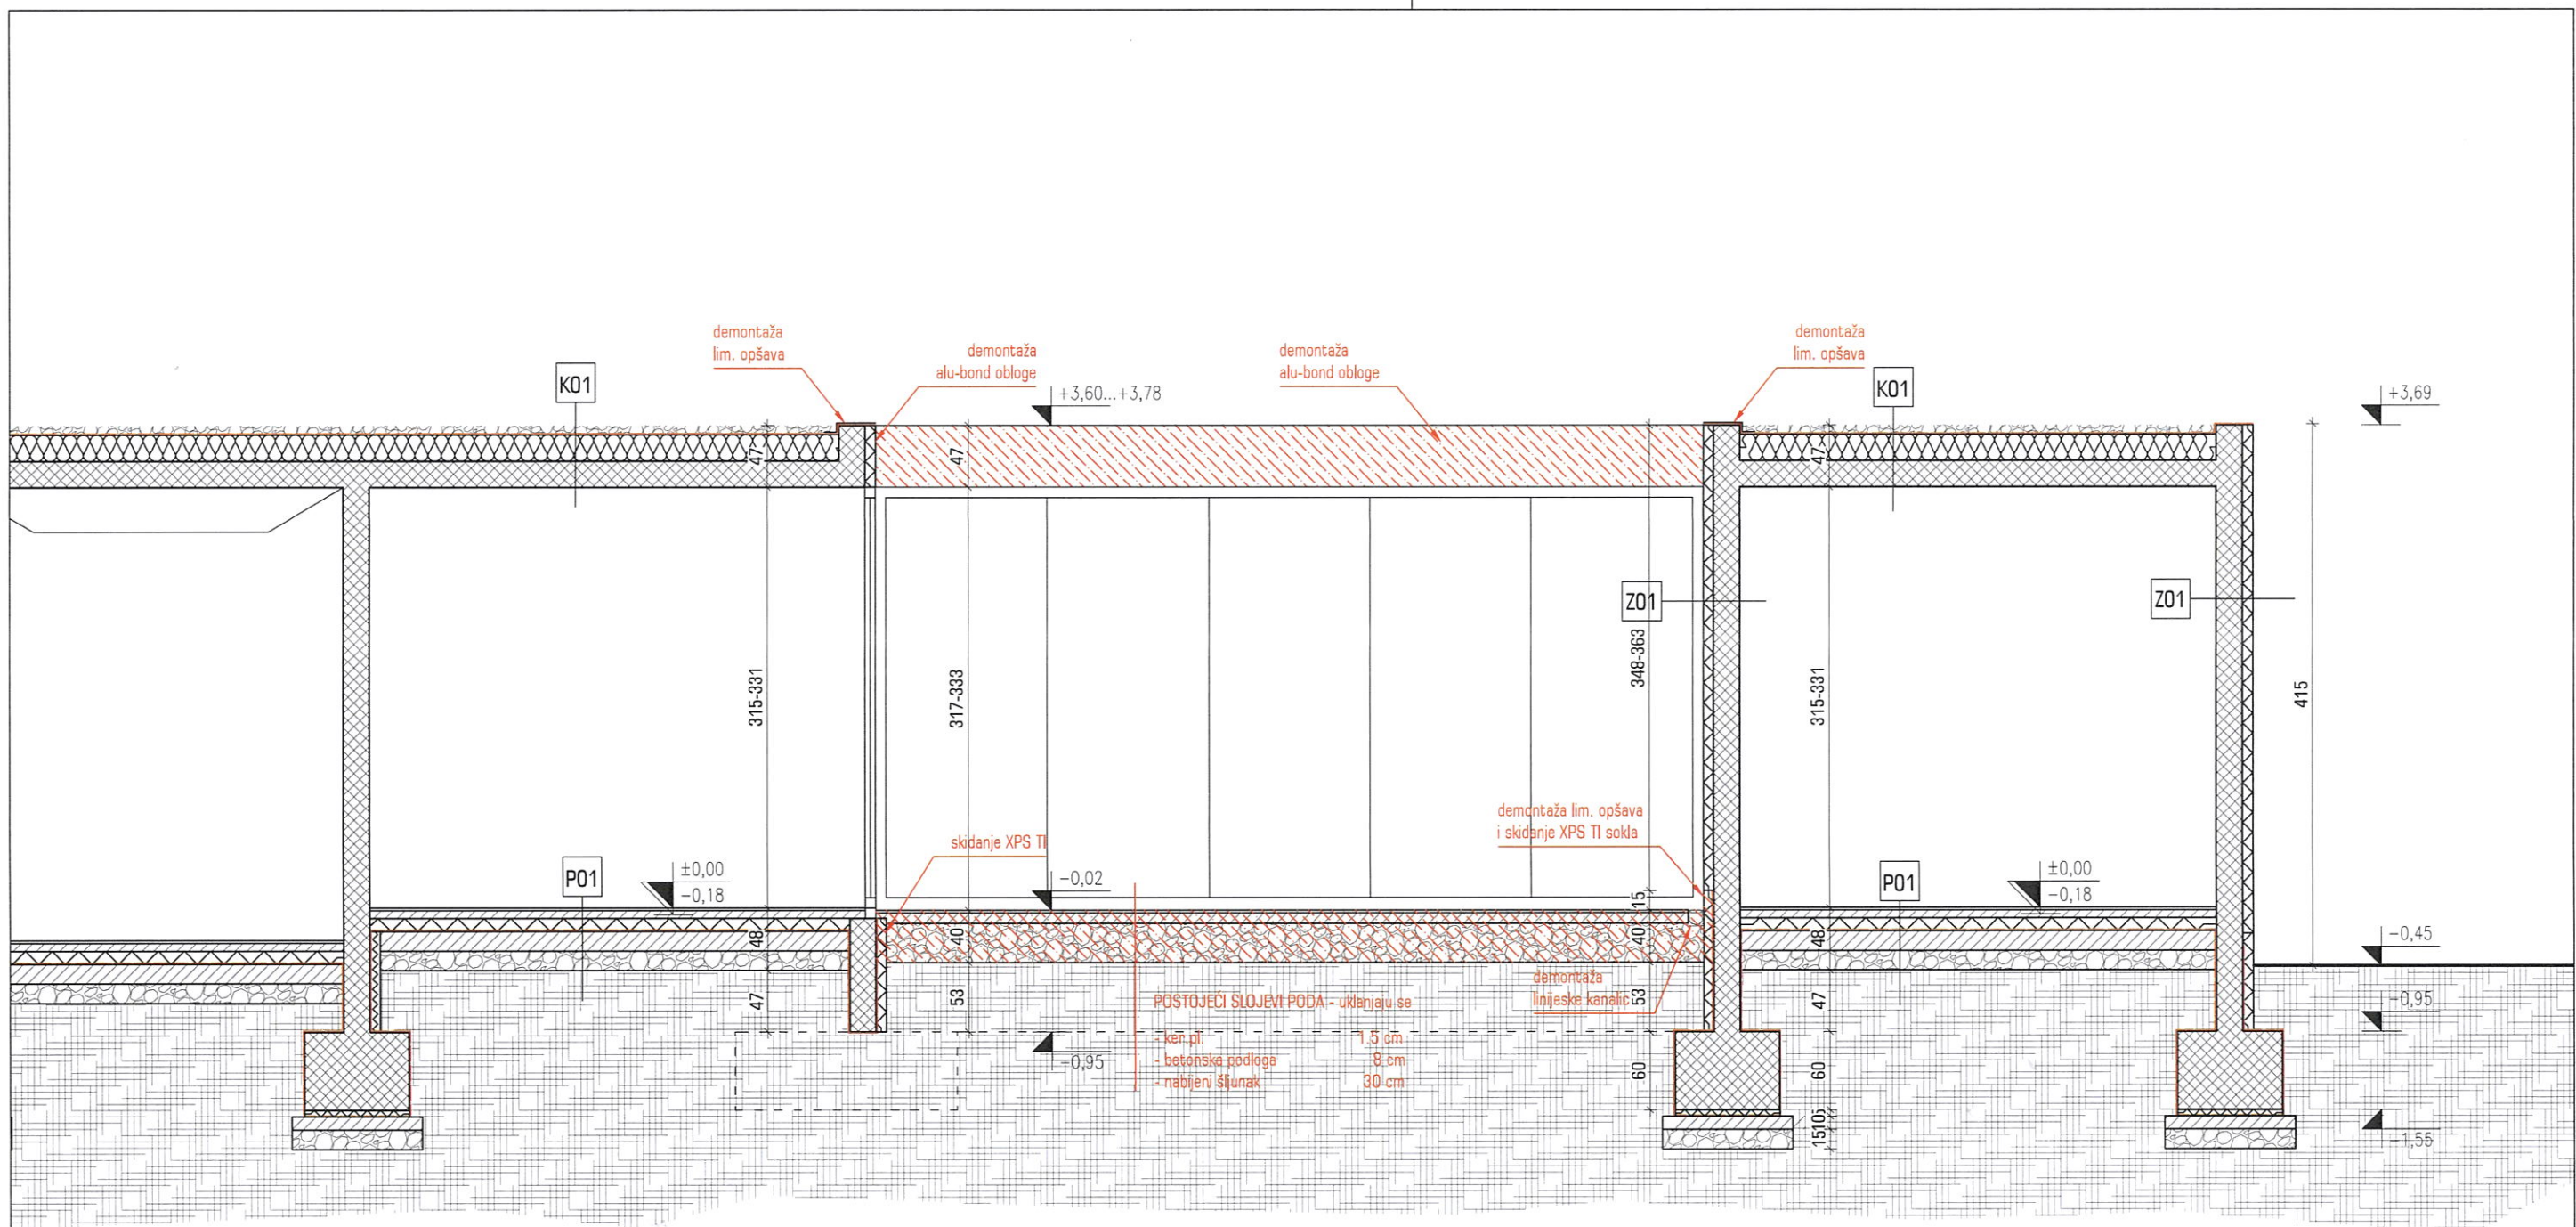 demontaža
lim. opšava
demontaža
alu-bond obloge
demontaža
alu-bond obloge
demontaža
lim. opšava
K01
+3,60...+3,78
K01
+3,69
47
47
47
Z01
Z01
315-331
317-333
348-363
315-331
415
demontaža lim. opšava
i skidanje XPS TI sokla
skidanje XPS TI
P01
±0,00
-0,18
-0,02
15
P01
±0,00
-0,18
48
40
40
48
-0,45
demontaža
linijeske kanalic
47
53
53
47
-0,95
POSTOJEĆI SLOJEVI PODA - uklanjaju se
- ker.pl. 1.5 cm
- betonska podloga 8 cm
- nabijeni šljunak 30 cm
-0,95
60
60
15
10
5
-1,55